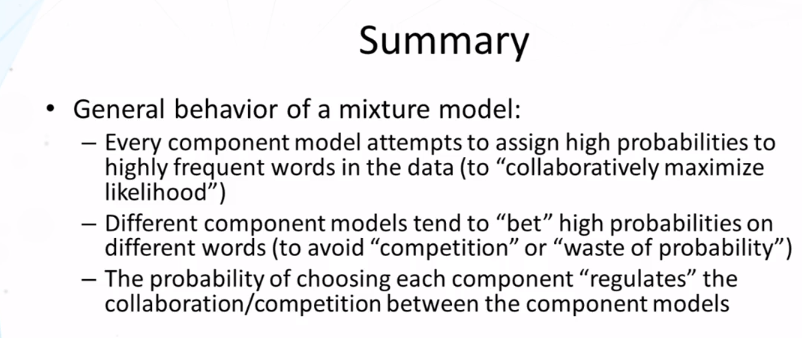 Summary
• General behavior of a mixture model:
– Every component model attempts to assign high probabilities to
highly frequent words in the data (to “collaboratively maximize
likelihood”)
– Different component models tend to “bet” high probabilities on
different words (to avoid “competition” or “waste of probability”)
– The probability of choosing each component “regulates” the
collaboration/competition between the component models